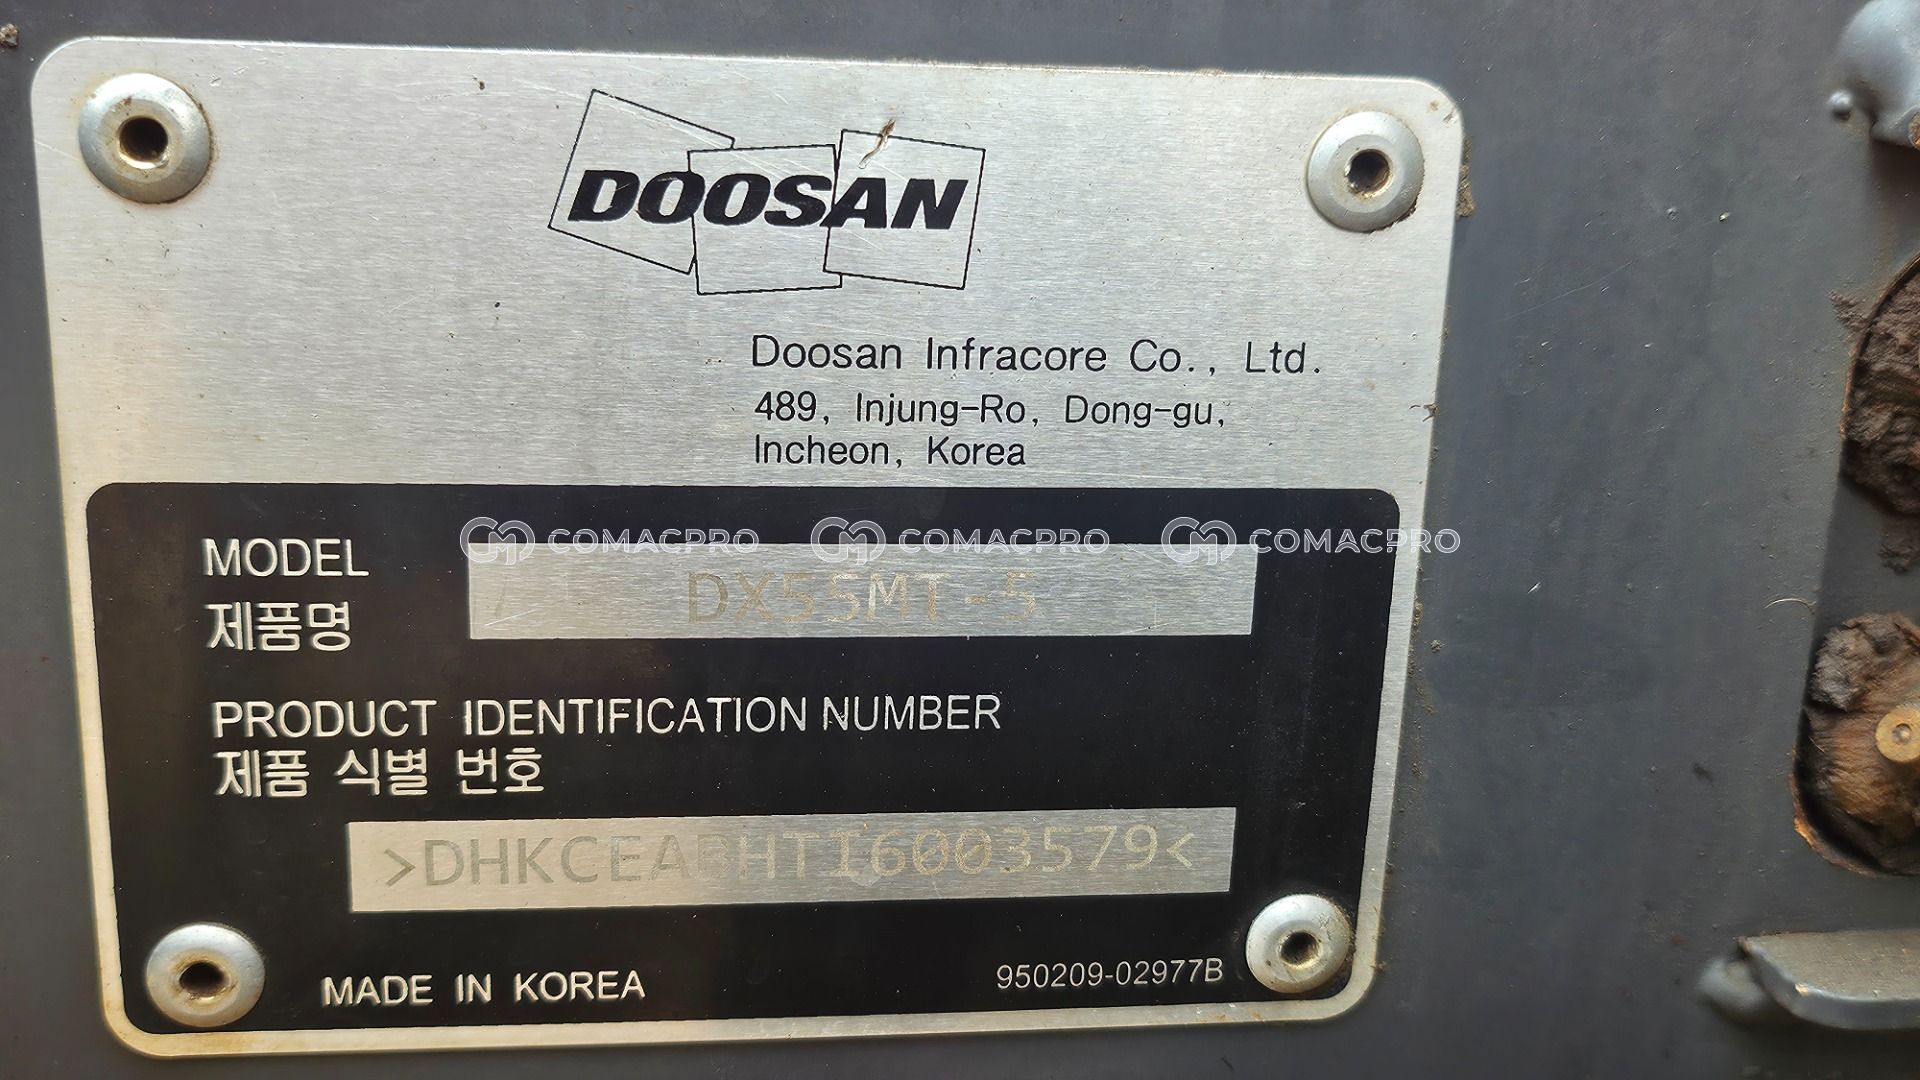 DOOSAN
Doosan Infracore Co., Ltd.
489, Injung-Ro, Dong-gu,
Incheon, Korea
COMACPRO COMACPRO COMACPRO
MODEL
제품명
DX55MT-5
PRODUCT IDENTIFICATION NUMBER
제품 식별 번호
>DHKCEABHTI6003579<
MADE IN KOREA
950209-02977B